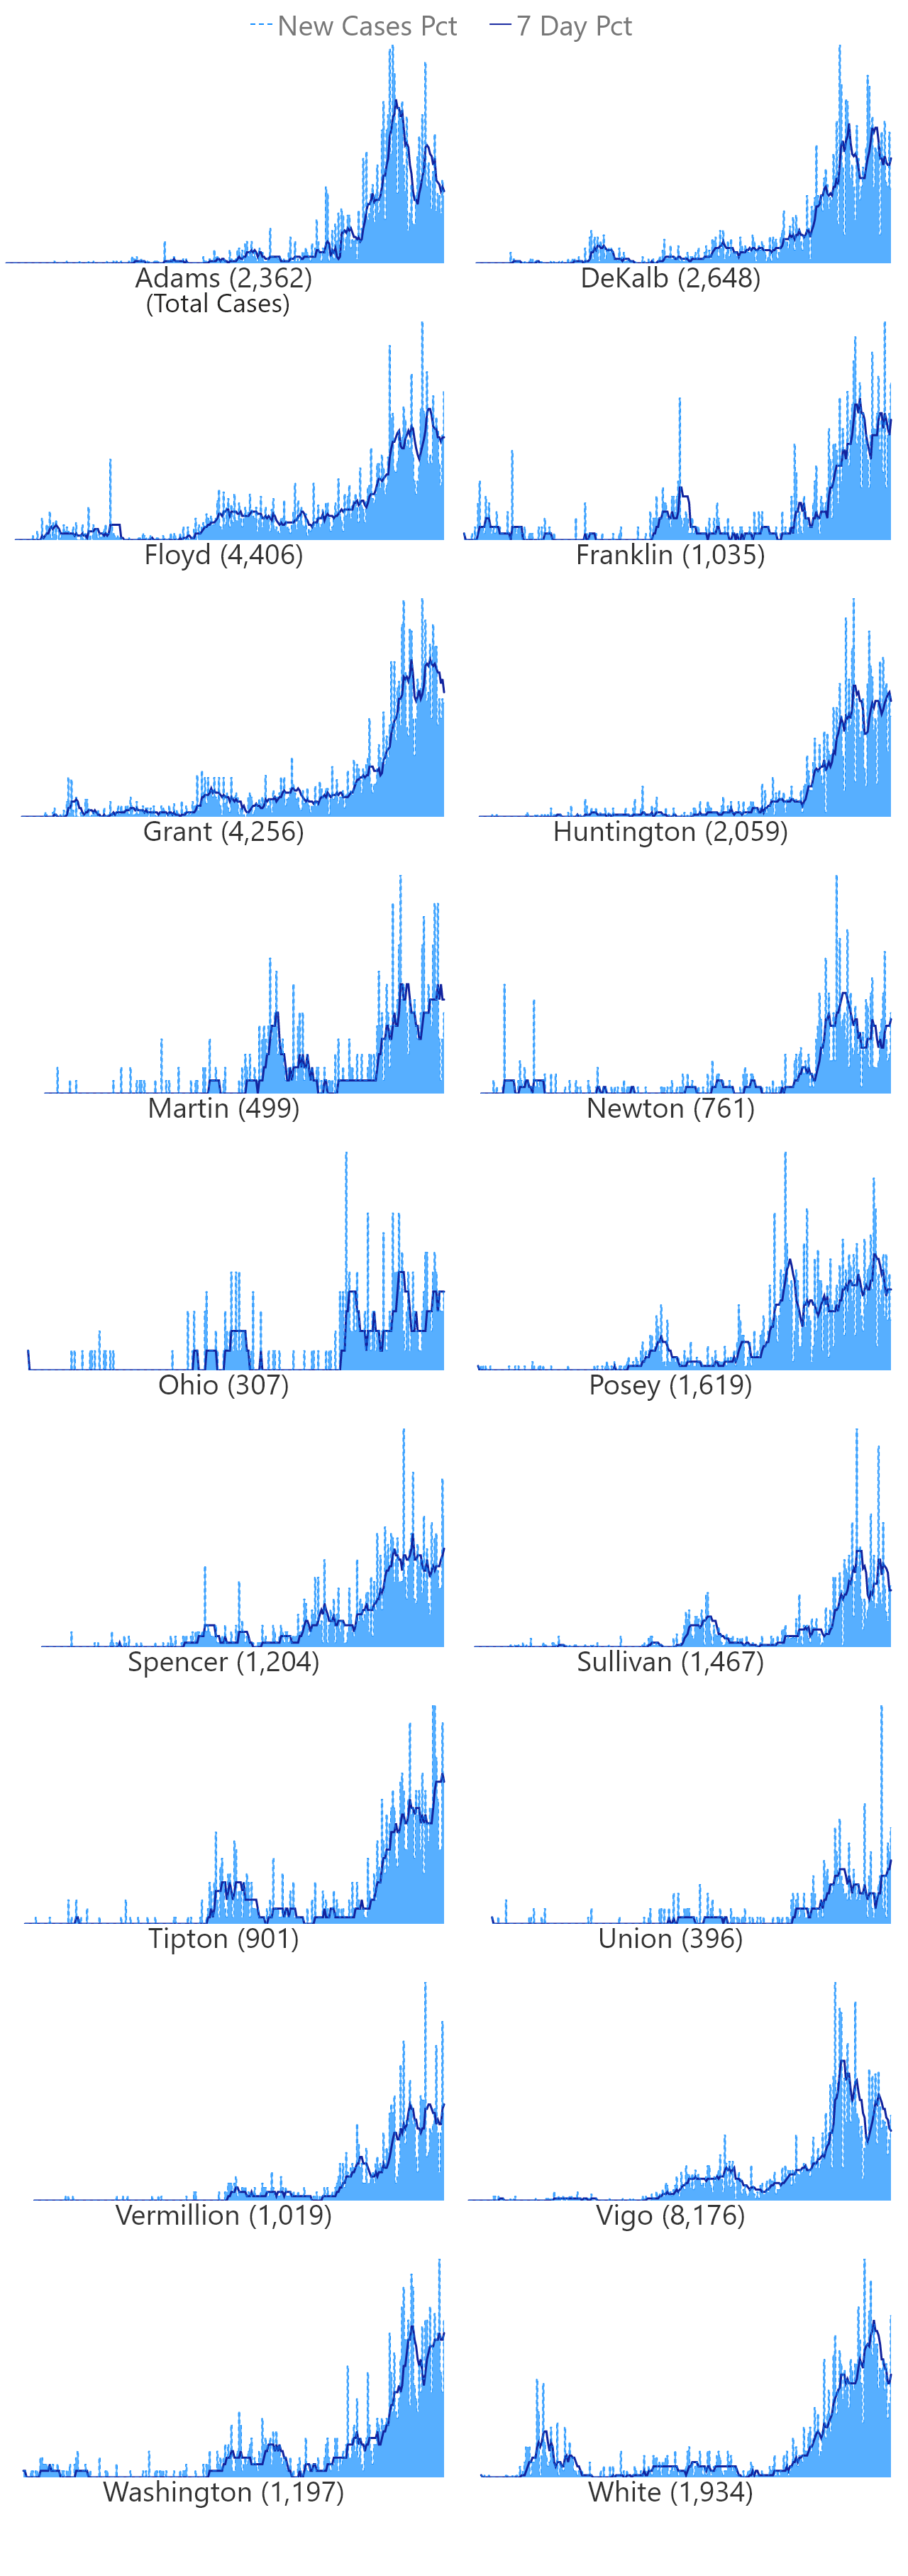 New Cases Pct 7 Day Pct
Adams (2,362) DeKalb (2,648)
(Total Cases)
Floyd (4,406) Franklin (1,035)
Grant (4,256) Huntington (2,059)
Martin (499) Newton (761)
Ohio (307) Posey (1,619)
Spencer (1,204) Sullivan (1,467)
Tipton (901) Union (396)
Vermillion (1,019) Vigo (8,176)
Washington (1,197) White (1,934)